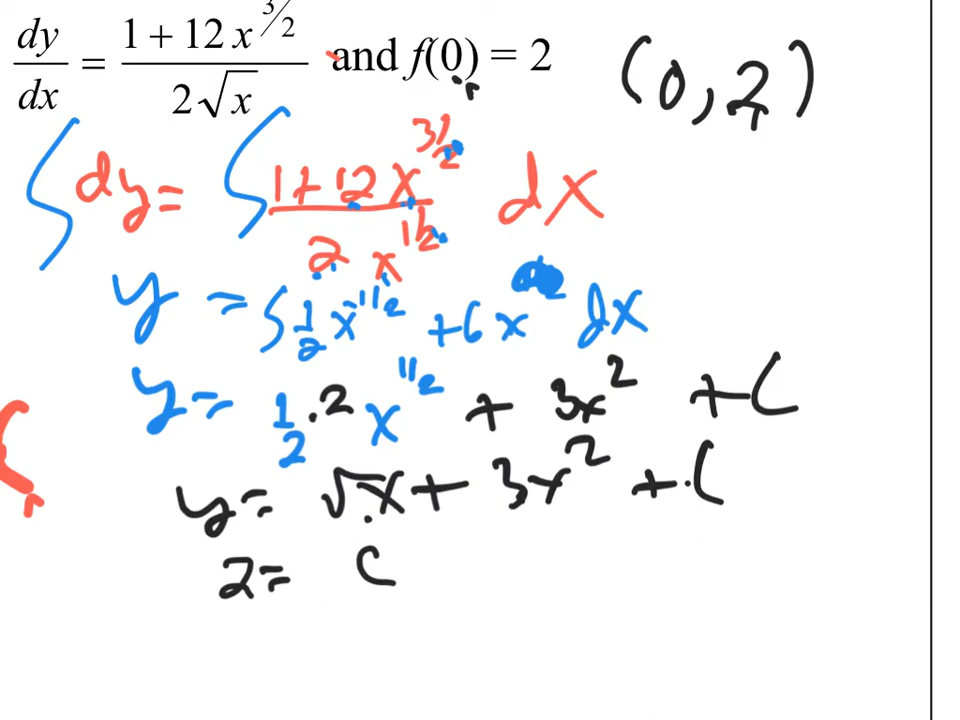 dy/dx = (1 + 12x^(3/2))/(2√x) and f(0) = 2
(0, 2)
∫ dy = ∫ (1 + 12x^(3/2))/(2x^(1/2)) dx
y = ∫ 1/2 x^(-1/2) + 6x dx
y = 1/2 · 2 x^(1/2) + 3x^2 + C
y = √x + 3x^2 + C
2 = C